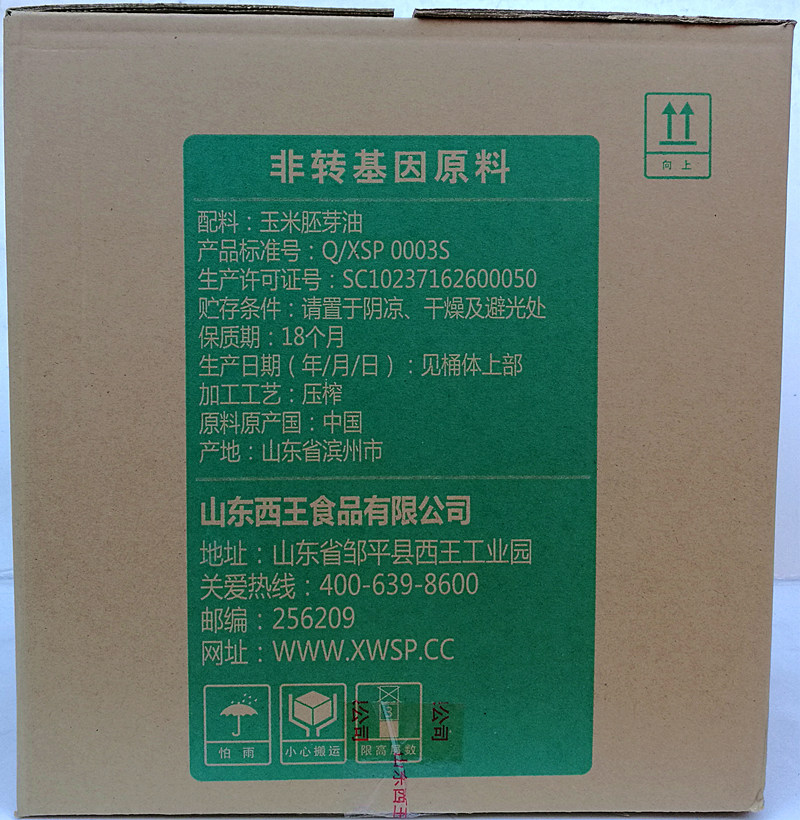 向上
非转基因原料
配料：玉米胚芽油
产品标准号：Q/XSP 0003S
生产许可证号：SC10237162600050
贮存条件：请置于阴凉、干燥及避光处
保质期：18个月
生产日期（年/月/日）：见桶体上部
加工工艺：压榨
原料原产国：中国
产地：山东省滨州市
山东西王食品有限公司
地址：山东省邹平县西王工业园
关爱热线：400-639-8600
邮编：256209
网址：WWW.XWSP.CC
怕雨
小心搬运
3
限高层数
公司
公司
山东西王